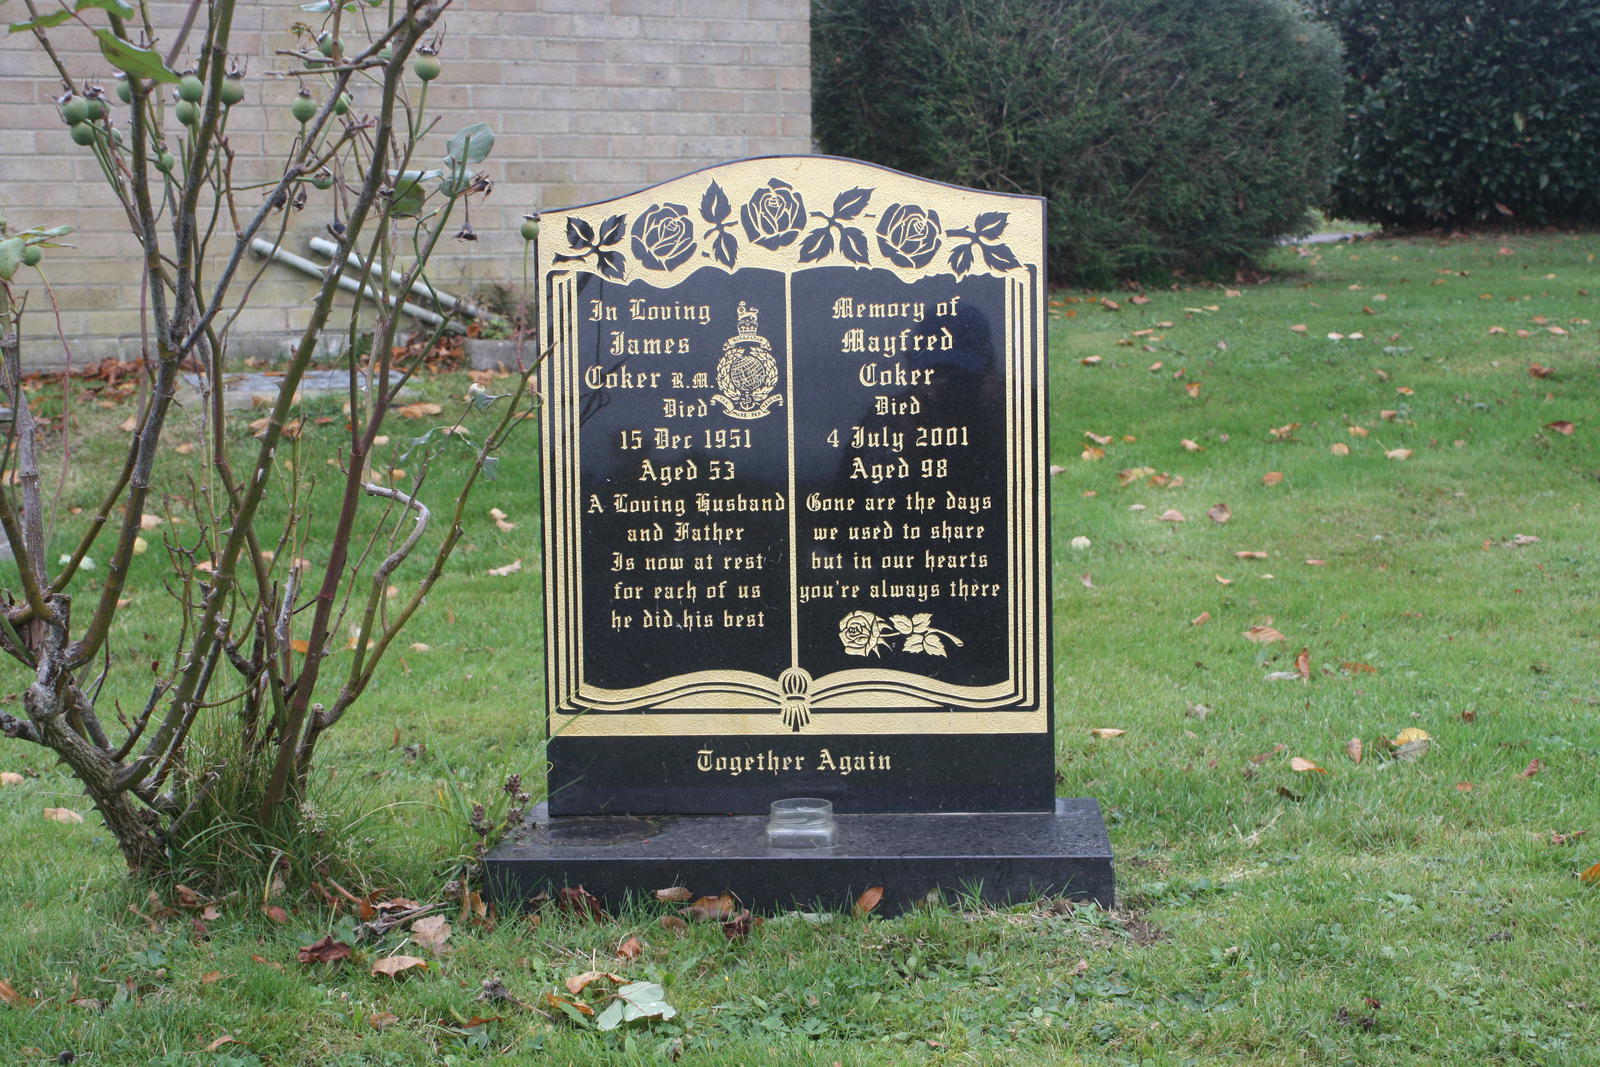 In Loving
James
Coker R.M.
Died
15 Dec 1951
Aged 53
A Loving Husband
and Father
Is now at rest
for each of us
he did his best
Memory of
Mayfred
Coker
Died
4 July 2001
Aged 98
Gone are the days
we used to share
but in our hearts
you're always there
Together Again